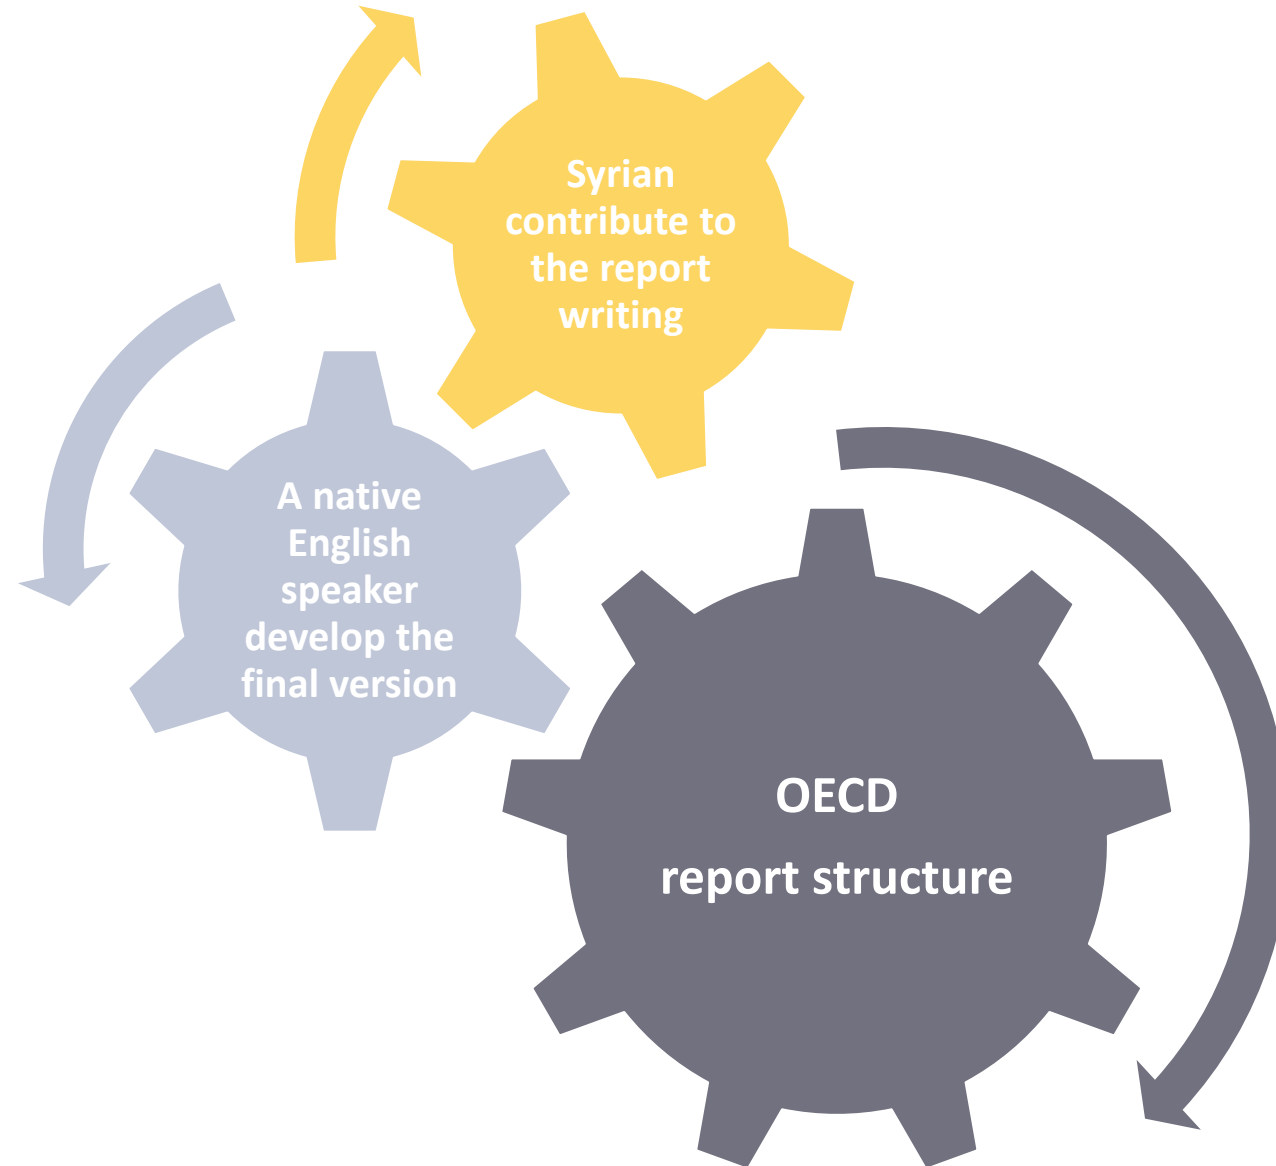 Syrian
contribute to
the report
writing
A native
English
speaker
develop the
final version
OECD
report structure